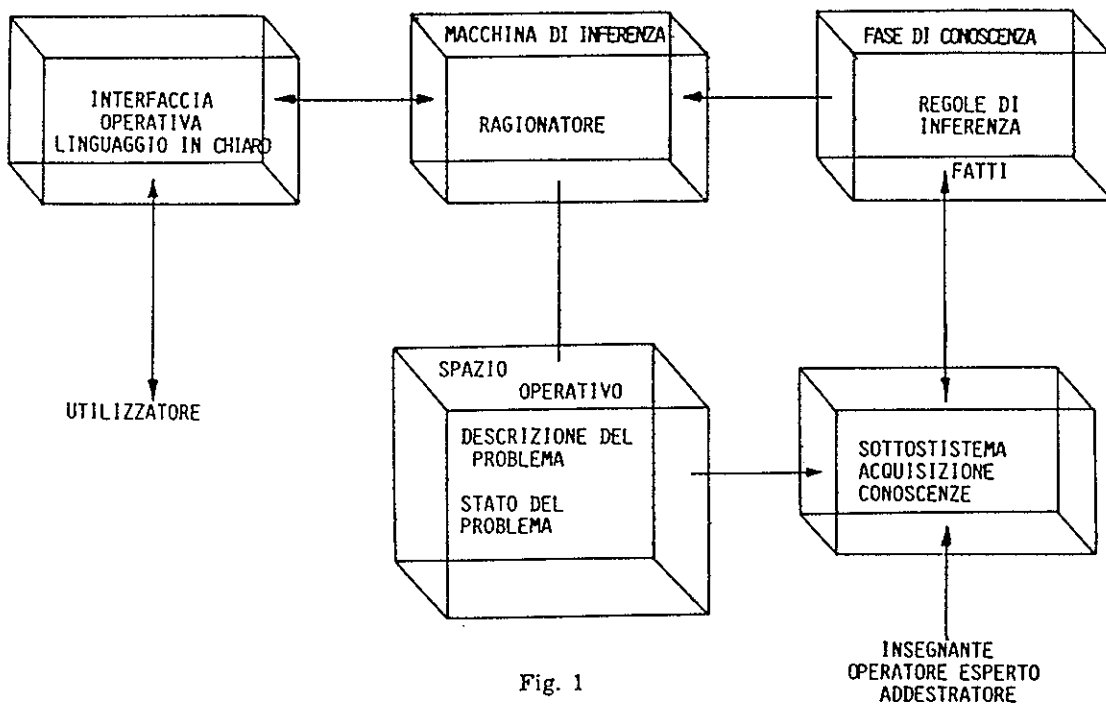 INTERFACCIA
OPERATIVA
LINGUAGGIO IN CHIARO
MACCHINA DI INFERENZA
RAGIONATORE
FASE DI CONOSCENZA
REGOLE DI
INFERENZA
FATTI
UTILIZZATORE
SPAZIO
OPERATIVO
DESCRIZIONE DEL
PROBLEMA
STATO DEL
PROBLEMA
SOTTOSTISTEMA
ACQUISIZIONE
CONOSCENZE
INSEGNANTE
OPERATORE ESPERTO
ADDESTRATORE
Fig. 1